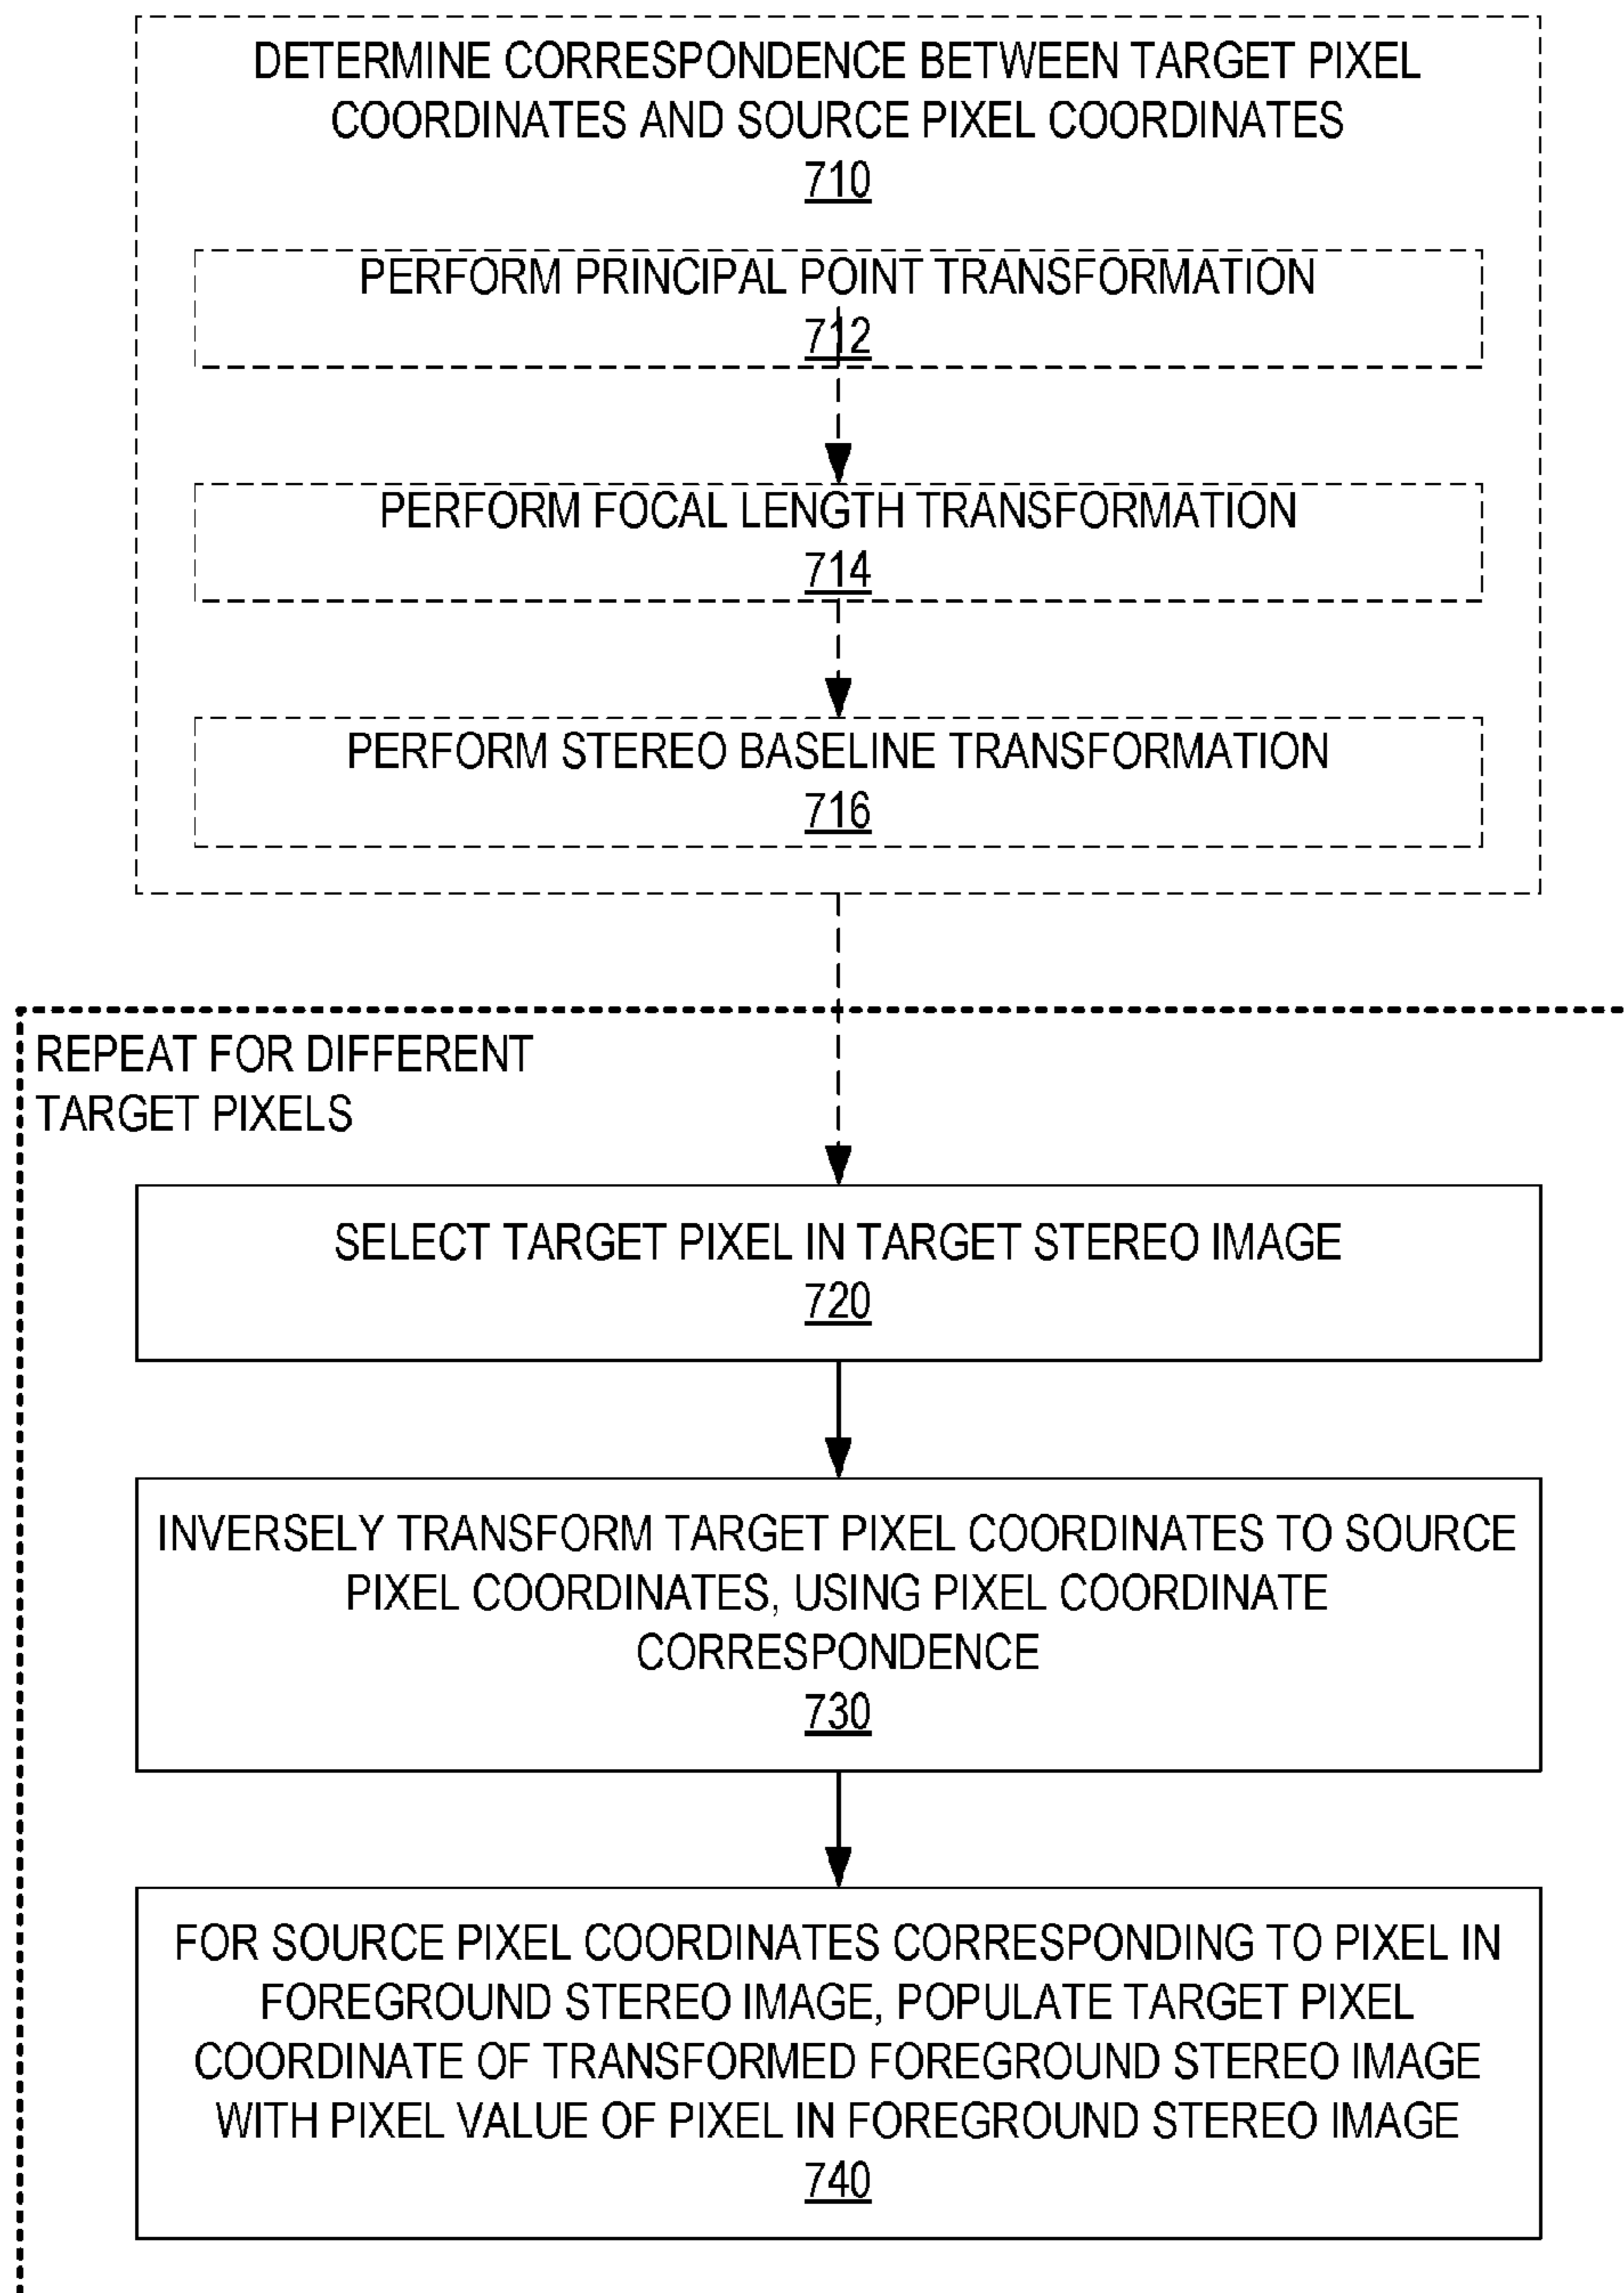 DETERMINE CORRESPONDENCE BETWEEN TARGET PIXEL
COORDINATES AND SOURCE PIXEL COORDINATES
710
PERFORM PRINCIPAL POINT TRANSFORMATION
712
PERFORM FOCAL LENGTH TRANSFORMATION
714
PERFORM STEREO BASELINE TRANSFORMATION
716
REPEAT FOR DIFFERENT
TARGET PIXELS
SELECT TARGET PIXEL IN TARGET STEREO IMAGE
720
INVERSELY TRANSFORM TARGET PIXEL COORDINATES TO SOURCE
PIXEL COORDINATES, USING PIXEL COORDINATE
CORRESPONDENCE
730
FOR SOURCE PIXEL COORDINATES CORRESPONDING TO PIXEL IN
FOREGROUND STEREO IMAGE, POPULATE TARGET PIXEL
COORDINATE OF TRANSFORMED FOREGROUND STEREO IMAGE
WITH PIXEL VALUE OF PIXEL IN FOREGROUND STEREO IMAGE
740